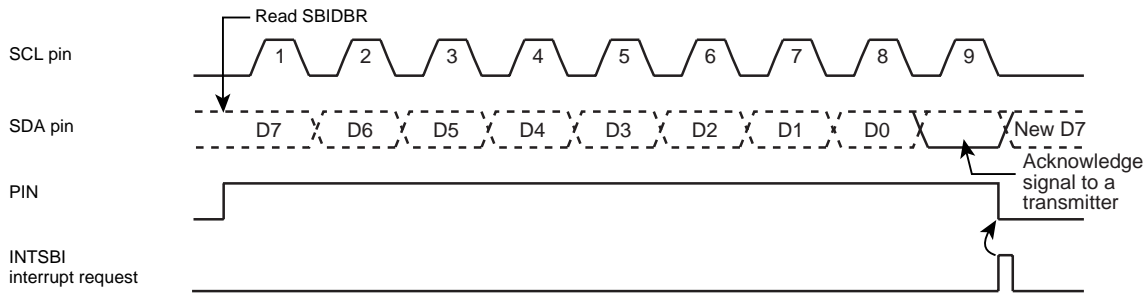 Read SBIDBR
SCL pin
1 2 3 4 5 6 7 8 9
SDA pin
D7 D6 D5 D4 D3 D2 D1 D0 New D7
Acknowledge
signal to a
transmitter
PIN
INTSBI
interrupt request